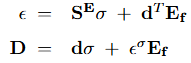 ϵ = S^E σ + d^T E_f
D = dσ + ϵ^σ E_f